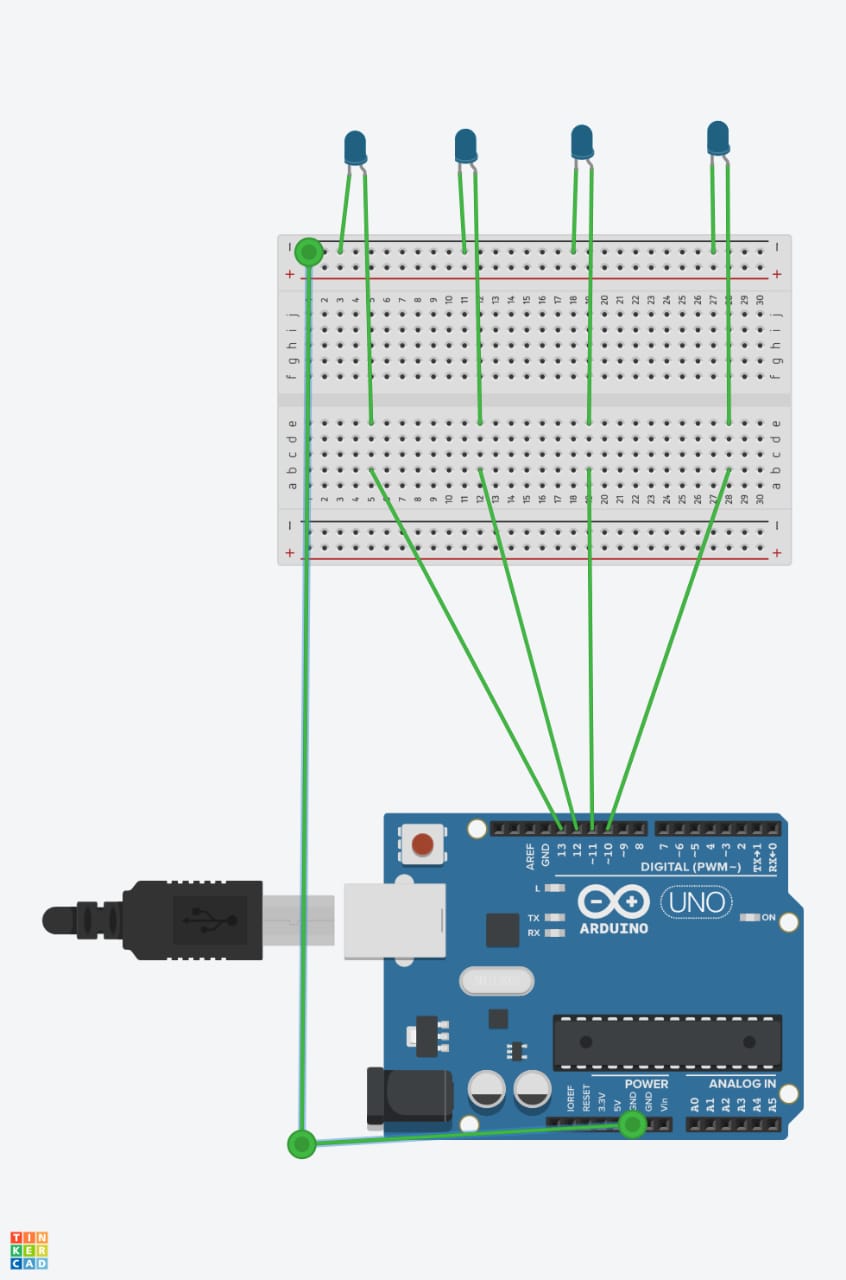 − −
+ +
1 2 3 4 5 6 7 8 9 10 11 12 13 14 15 16 17 18 19 20 21 22 23 24 25 26 27 28 29 30
j j
i i
h h
g g
f f
e e
d d
c c
b b
a a
1 2 3 4 5 6 7 8 9 10 11 12 13 14 15 16 17 18 19 20 21 22 23 24 25 26 27 28 29 30
− −
+ +
AREF GND 13 12 ~11 ~10 ~9 8 7 ~6 ~5 4 ~3 2 TX→1 RX←0
DIGITAL (PWM~)
L
TX
RX
ARDUINO
UNO
ON
POWER ANALOG IN
IOREF RESET 3.3V 5V GND GND Vin A0 A1 A2 A3 A4 A5
TIN
KER
CAD